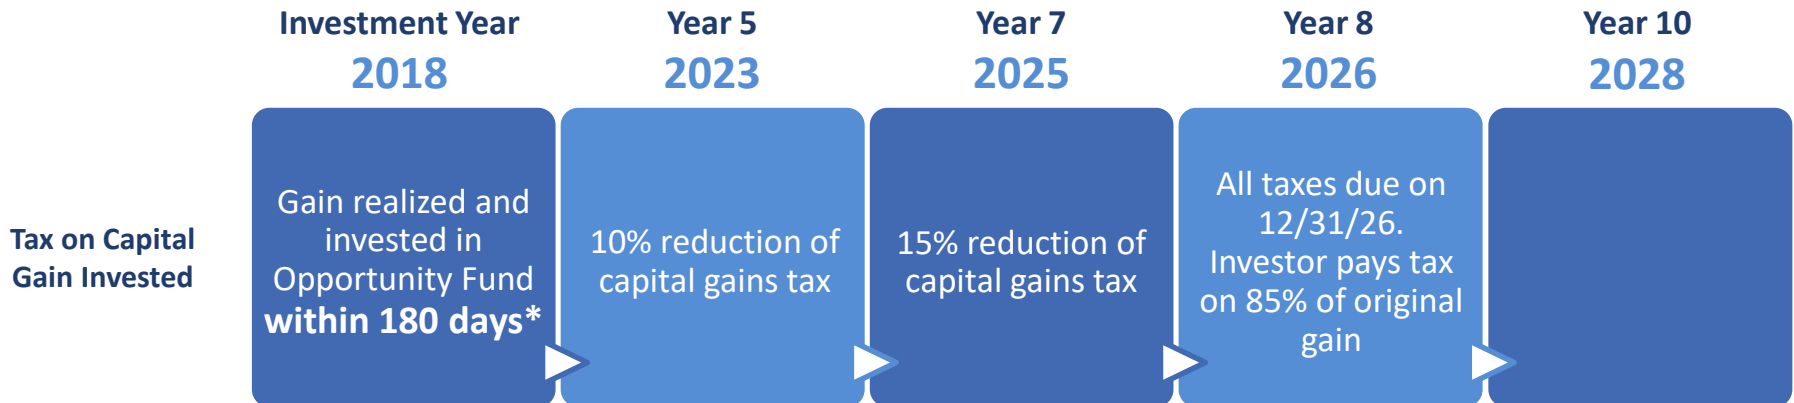 Investment Year
Year 5
Year 7
Year 8
Year 10
2018
2023
2025
2026
2028
Tax on Capital
Gain Invested
Gain realized and
invested in
Opportunity Fund
within 180 days*
10% reduction of
capital gains tax
15% reduction of
capital gains tax
All taxes due on
12/31/26.
Investor pays tax
on 85% of original
gain